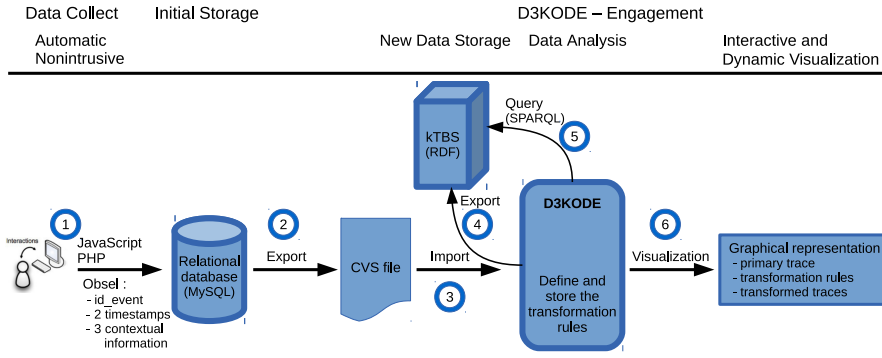 Data Collect
Initial Storage
D3KODE – Engagement
Automatic
Nonintrusive
New Data Storage
Data Analysis
Interactive and
Dynamic Visualization
Query
(SPARQL)
5
kTBS
(RDF)
Export
4
1
Interactions
JavaScript
PHP
Obsel :
- id_event
- 2 timestamps
- 3 contextual
information
Relational
database
(MySQL)
2
Export
CVS file
Import
3
D3KODE
Define and
store the
transformation
rules
6
Visualization
Graphical representation
- primary trace
- transformation rules
- transformed traces